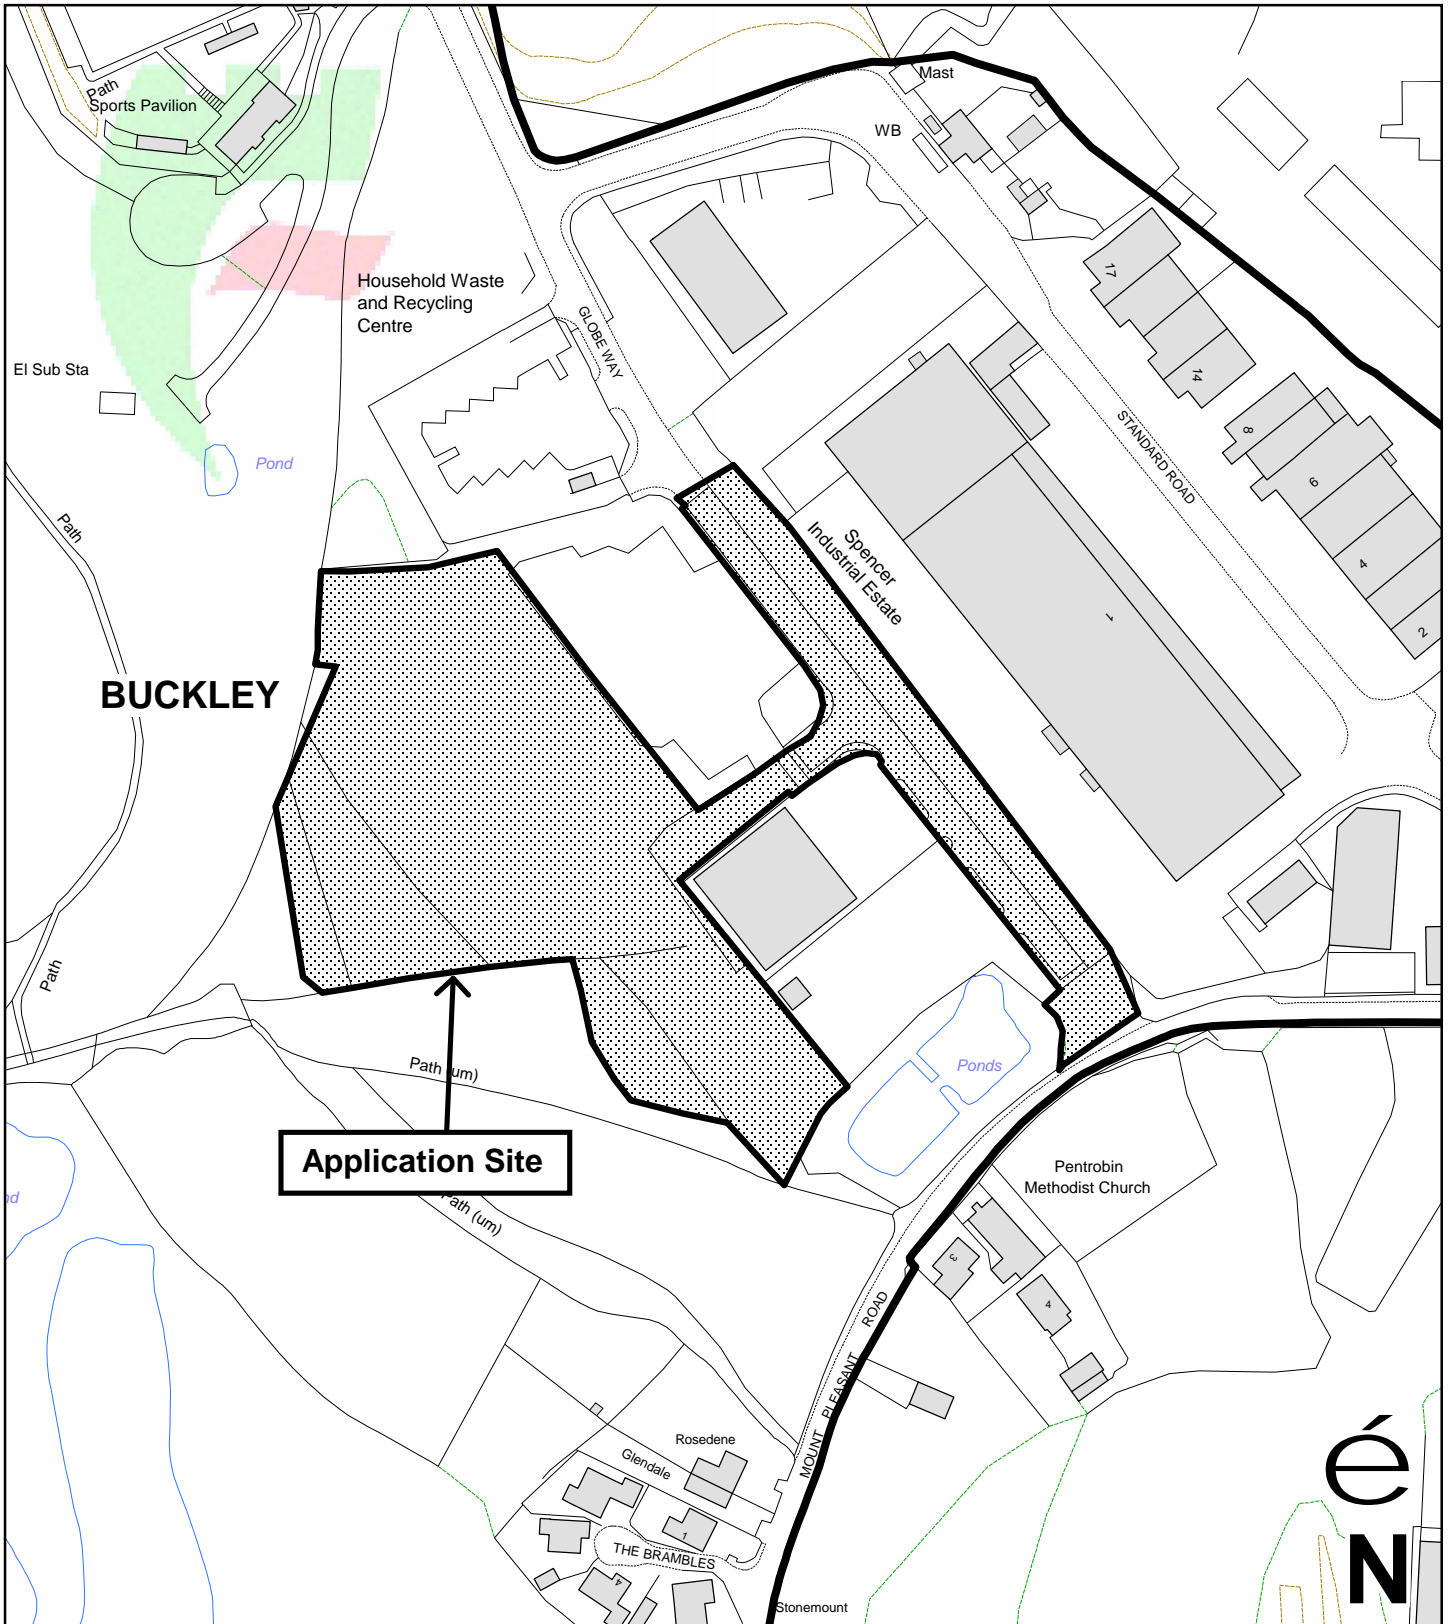 Mast
Path
Sports Pavilion
WB
17
Household Waste
and Recycling
Centre
GLOBE WAY
El Sub Sta
14
STANDARD ROAD
8
Pond
6
Path
Spencer
Industrial Estate
4
1
2
BUCKLEY
Path
Path (um)
Ponds
Application Site
Pentrobin
Methodist Church
Path (um)
3
4
MOUNT PLEASANT ROAD
Rosedene
Glendale
1
THE BRAMBLES
4
Stonemount
é
N